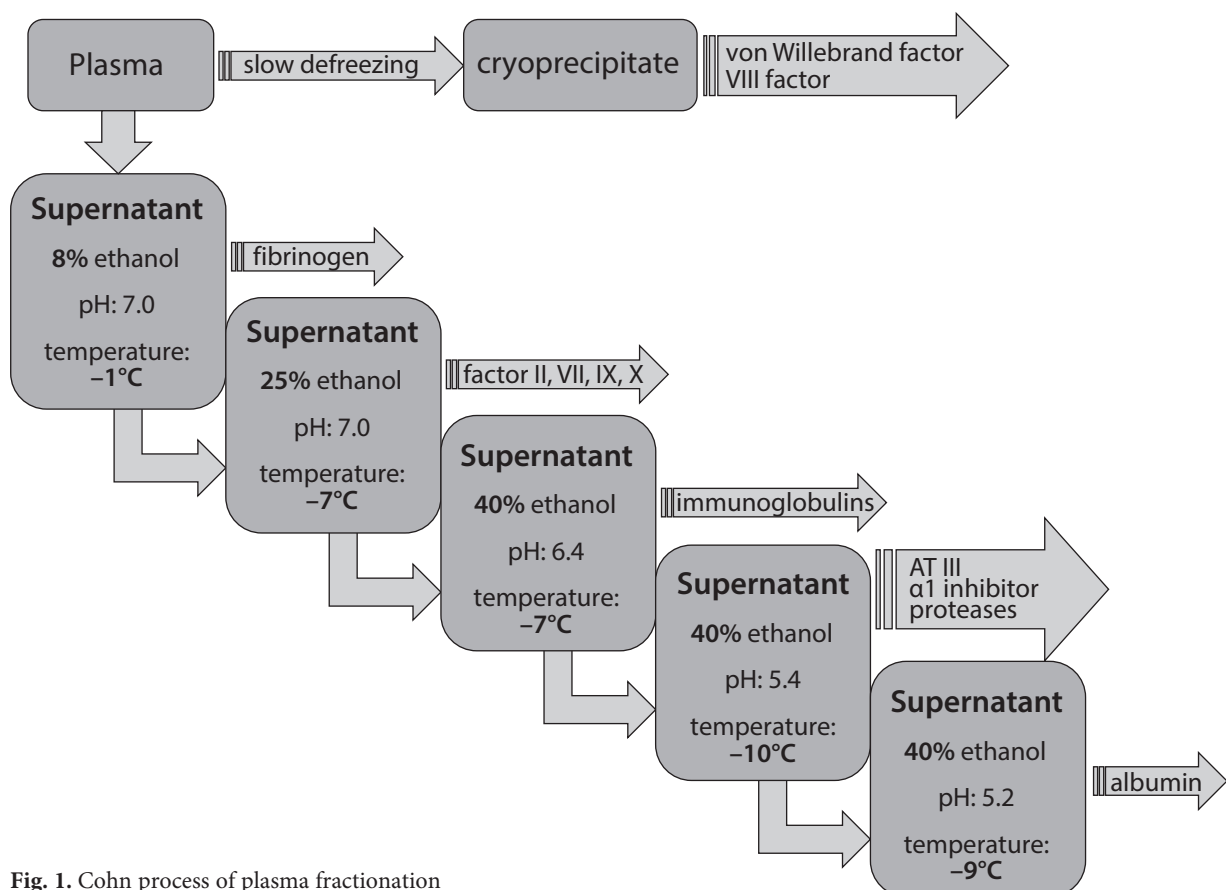 Plasma
slow defreezing
cryoprecipitate
von Willebrand factor
VIII factor
Supernatant
8% ethanol
pH: 7.0
temperature:
–1°C
fibrinogen
Supernatant
25% ethanol
pH: 7.0
temperature:
–7°C
factor II, VII, IX, X
Supernatant
40% ethanol
pH: 6.4
temperature:
–7°C
immunoglobulins
Supernatant
40% ethanol
pH: 5.4
temperature:
–10°C
AT III
α1 inhibitor
proteases
Supernatant
40% ethanol
pH: 5.2
temperature:
–9°C
albumin
Fig. 1. Cohn process of plasma fractionation